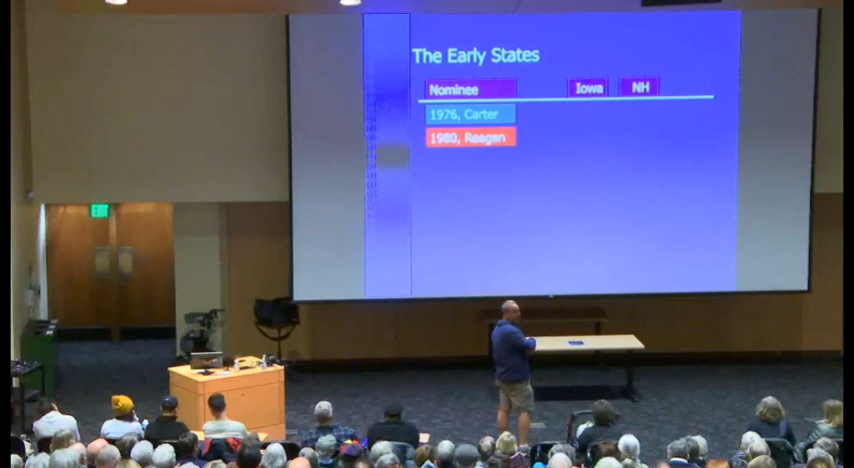 The Early States
Nominee Iowa NH
1976, Carter
1980, Reagan